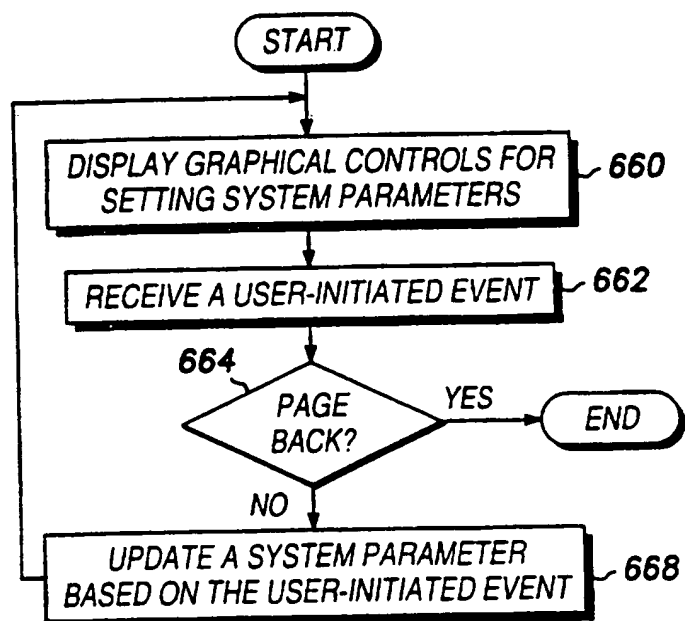 START
DISPLAY GRAPHICAL CONTROLS FOR
SETTING SYSTEM PARAMETERS
660
RECEIVE A USER-INITIATED EVENT
662
664
PAGE
BACK?
YES
END
NO
UPDATE A SYSTEM PARAMETER
BASED ON THE USER-INITIATED EVENT
668